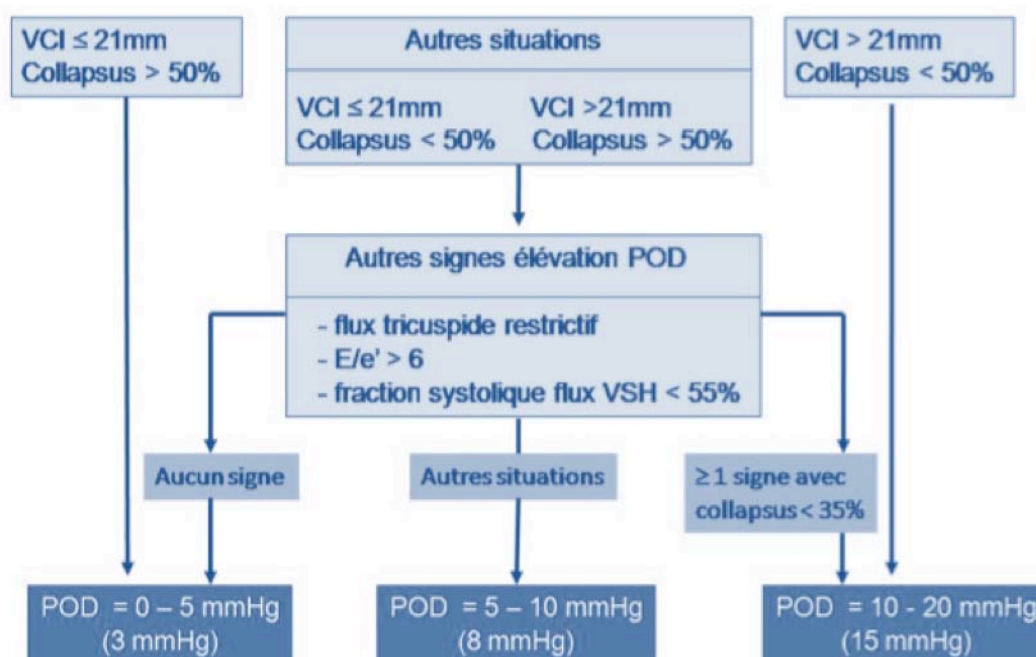 VCI ≤ 21mm
Collapsus > 50%
Autres situations
VCI ≤ 21mm
Collapsus < 50%
VCI >21mm
Collapsus > 50%
VCI > 21mm
Collapsus < 50%
Autres signes élévation POD
- flux tricuspide restrictif
- E/e' > 6
- fraction systolique flux VSH < 55%
Aucun signe
Autres situations
≥ 1 signe avec
collapsus < 35%
POD = 0 – 5 mmHg
(3 mmHg)
POD = 5 – 10 mmHg
(8 mmHg)
POD = 10 - 20 mmHg
(15 mmHg)